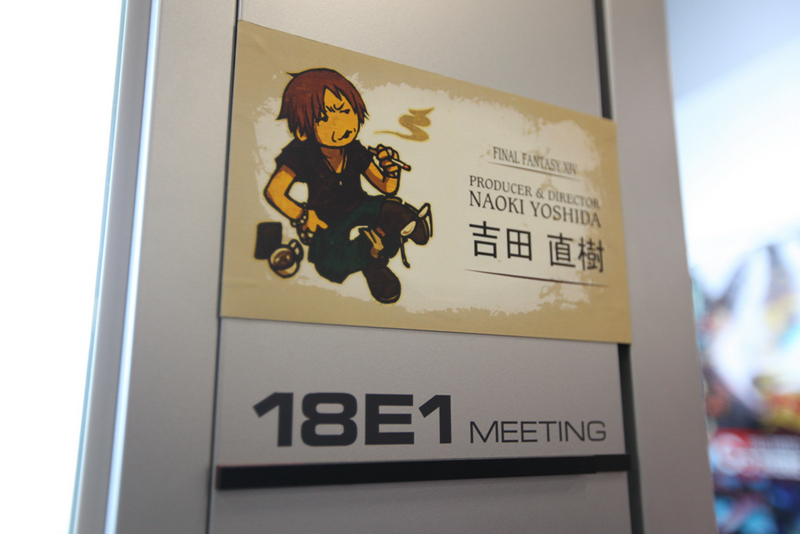 FINAL FANTASY XIV
PRODUCER & DIRECTOR
NAOKI YOSHIDA
吉田 直樹
18E1 MEETING